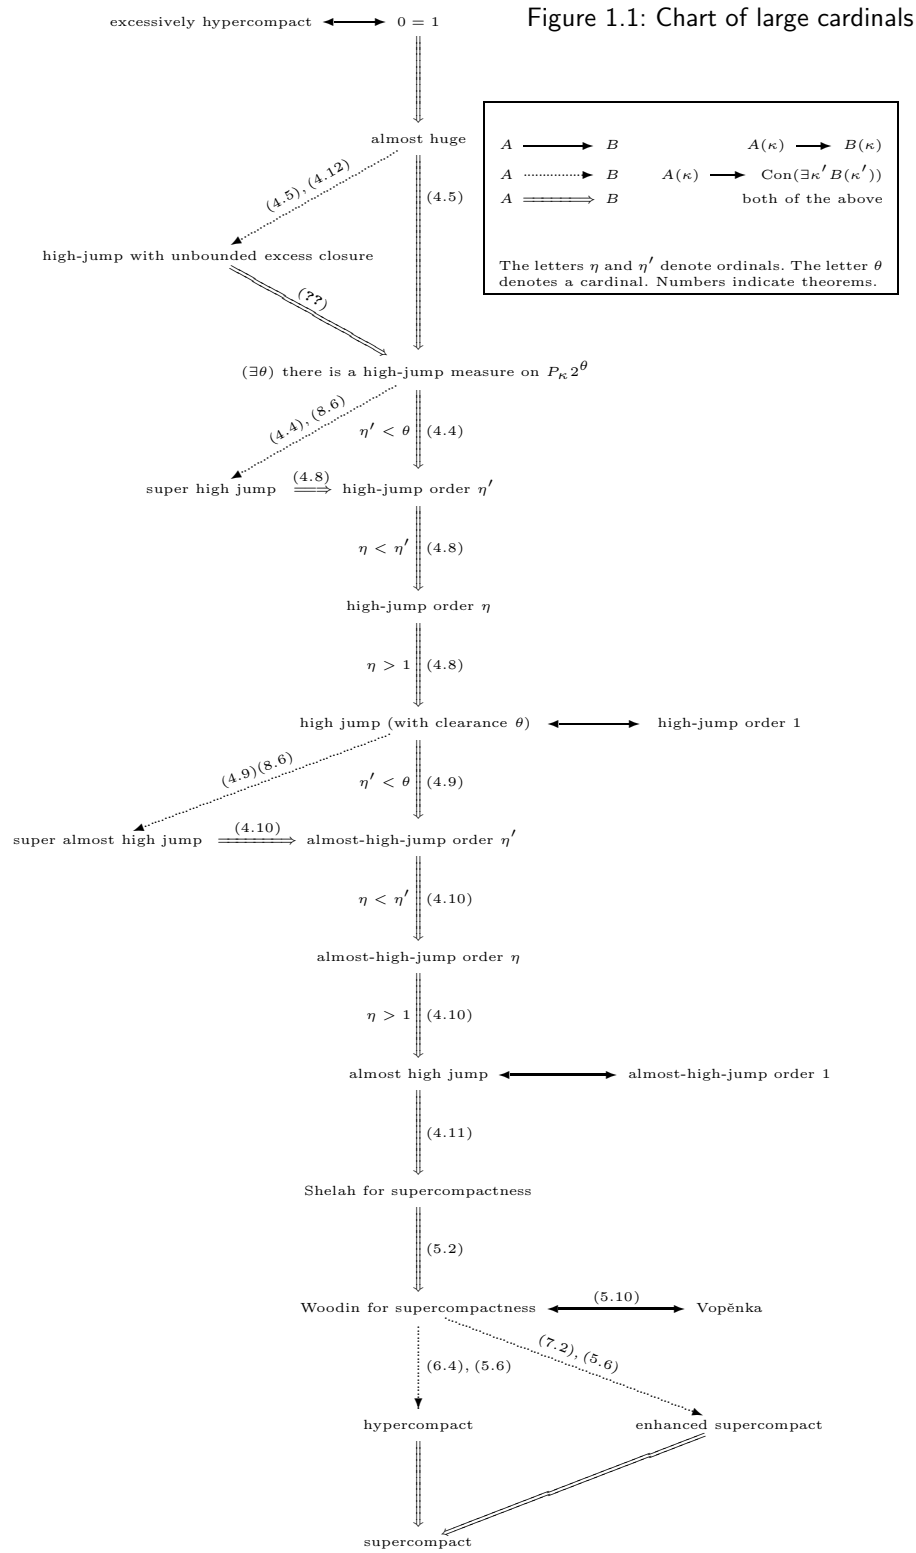 Figure 1.1: Chart of large cardinals
excessively hypercompact 0 = 1
almost huge
A B A(κ) B(κ)
A B A(κ) Con(∃κ′B(κ′))
A B both of the above
The letters η and η′ denote ordinals. The letter θ
denotes a cardinal. Numbers indicate theorems.
(4.5), (4.12)
(4.5)
high-jump with unbounded excess closure
(??)
(∃θ) there is a high-jump measure on Pκ2^θ
(4.4), (8.6)
η′ < θ (4.4)
super high jump (4.8) high-jump order η′
η < η′ (4.8)
high-jump order η
η > 1 (4.8)
high jump (with clearance θ) high-jump order 1
(4.9)(8.6)
η′ < θ (4.9)
super almost high jump (4.10) almost-high-jump order η′
η < η′ (4.10)
almost-high-jump order η
η > 1 (4.10)
almost high jump almost-high-jump order 1
(4.11)
Shelah for supercompactness
(5.2)
Woodin for supercompactness (5.10) Vopěnka
(6.4), (5.6) (7.2), (5.6)
hypercompact enhanced supercompact
supercompact